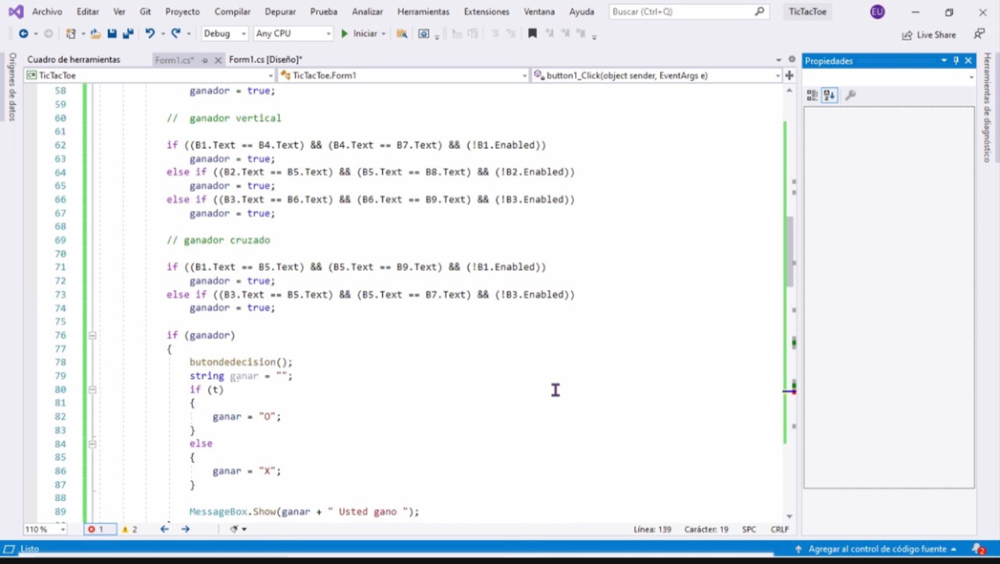 Archivo Editar Ver Git Proyecto Compilar Depurar Prueba Analizar Herramientas Extensiones Ventana Ayuda Buscar (Ctrl+Q) TicTacToe EU
Debug Any CPU Iniciar Live Share
Orígenes de datos
Cuadro de herramientas Form1.cs* Form1.cs [Diseño]*
TicTacToe TicTacToe.Form1 button1_Click(object sender, EventArgs e)
58 ganador = true;
59
60 // ganador vertical
61
62 if ((B1.Text == B4.Text) && (B4.Text == B7.Text) && (!B1.Enabled))
63 ganador = true;
64 else if ((B2.Text == B5.Text) && (B5.Text == B8.Text) && (!B2.Enabled))
65 ganador = true;
66 else if ((B3.Text == B6.Text) && (B6.Text == B9.Text) && (!B3.Enabled))
67 ganador = true;
68
69 // ganador cruzado
70
71 if ((B1.Text == B5.Text) && (B5.Text == B9.Text) && (!B1.Enabled))
72 ganador = true;
73 else if ((B3.Text == B5.Text) && (B5.Text == B7.Text) && (!B3.Enabled))
74 ganador = true;
75
76 if (ganador)
77 {
78 butondedecision();
79 string ganar = "";
80 if (t)
81 {
82 ganar = "O";
83 }
84 else
85 {
86 ganar = "X";
87 }
88
89 MessageBox.Show(ganar + " Usted gano ");
110 % 1 2 Línea: 139 Carácter: 19 SPC CRLF
Propiedades
Herramientas de diagnóstico
Listo Agregar al control de código fuente 2